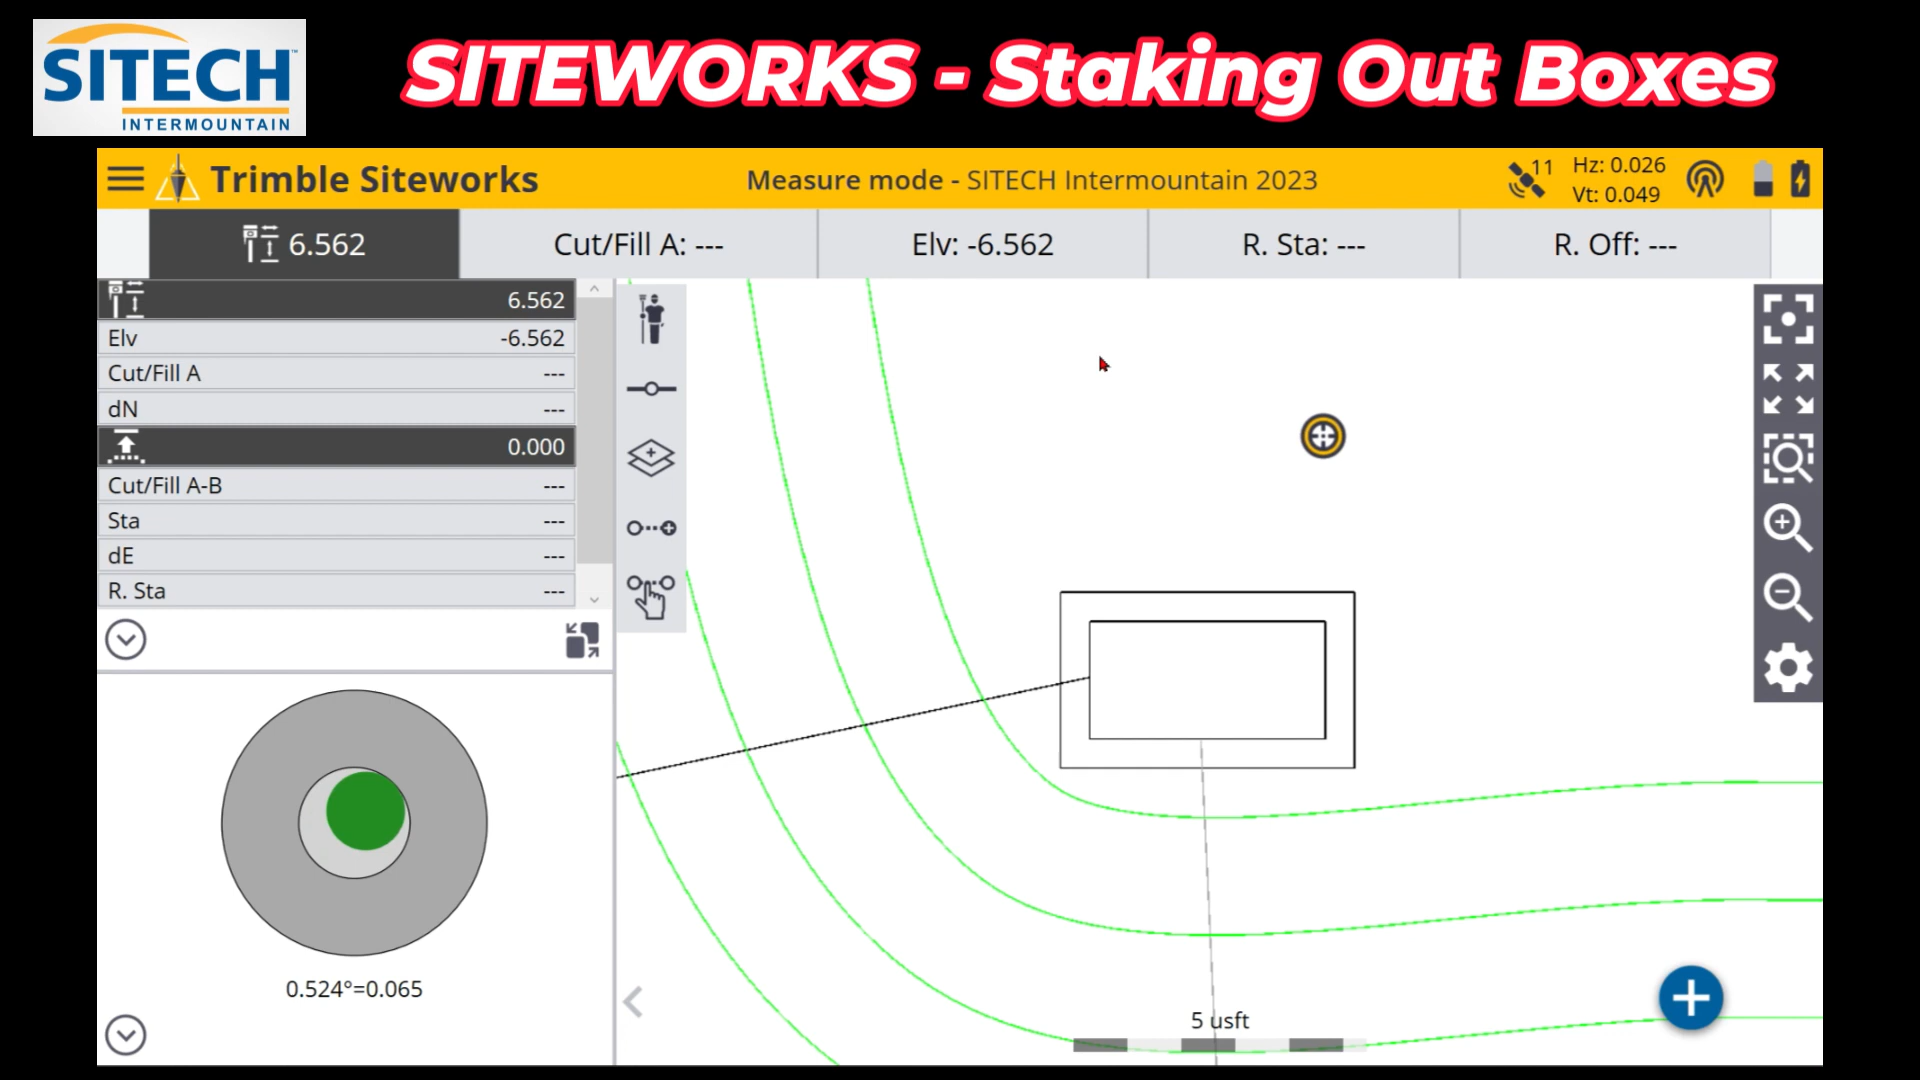 SITECH™
INTERMOUNTAIN
SITEWORKS - Staking Out Boxes
Trimble Siteworks
Measure mode - SITECH Intermountain 2023
11
Hz: 0.026
Vt: 0.049
6.562
Cut/Fill A: ---
Elv: -6.562
R. Sta: ---
R. Off: ---
6.562
Elv -6.562
Cut/Fill A ---
dN ---
0.000
Cut/Fill A-B ---
Sta ---
dE ---
R. Sta ---
0.524°=0.065
5 usft